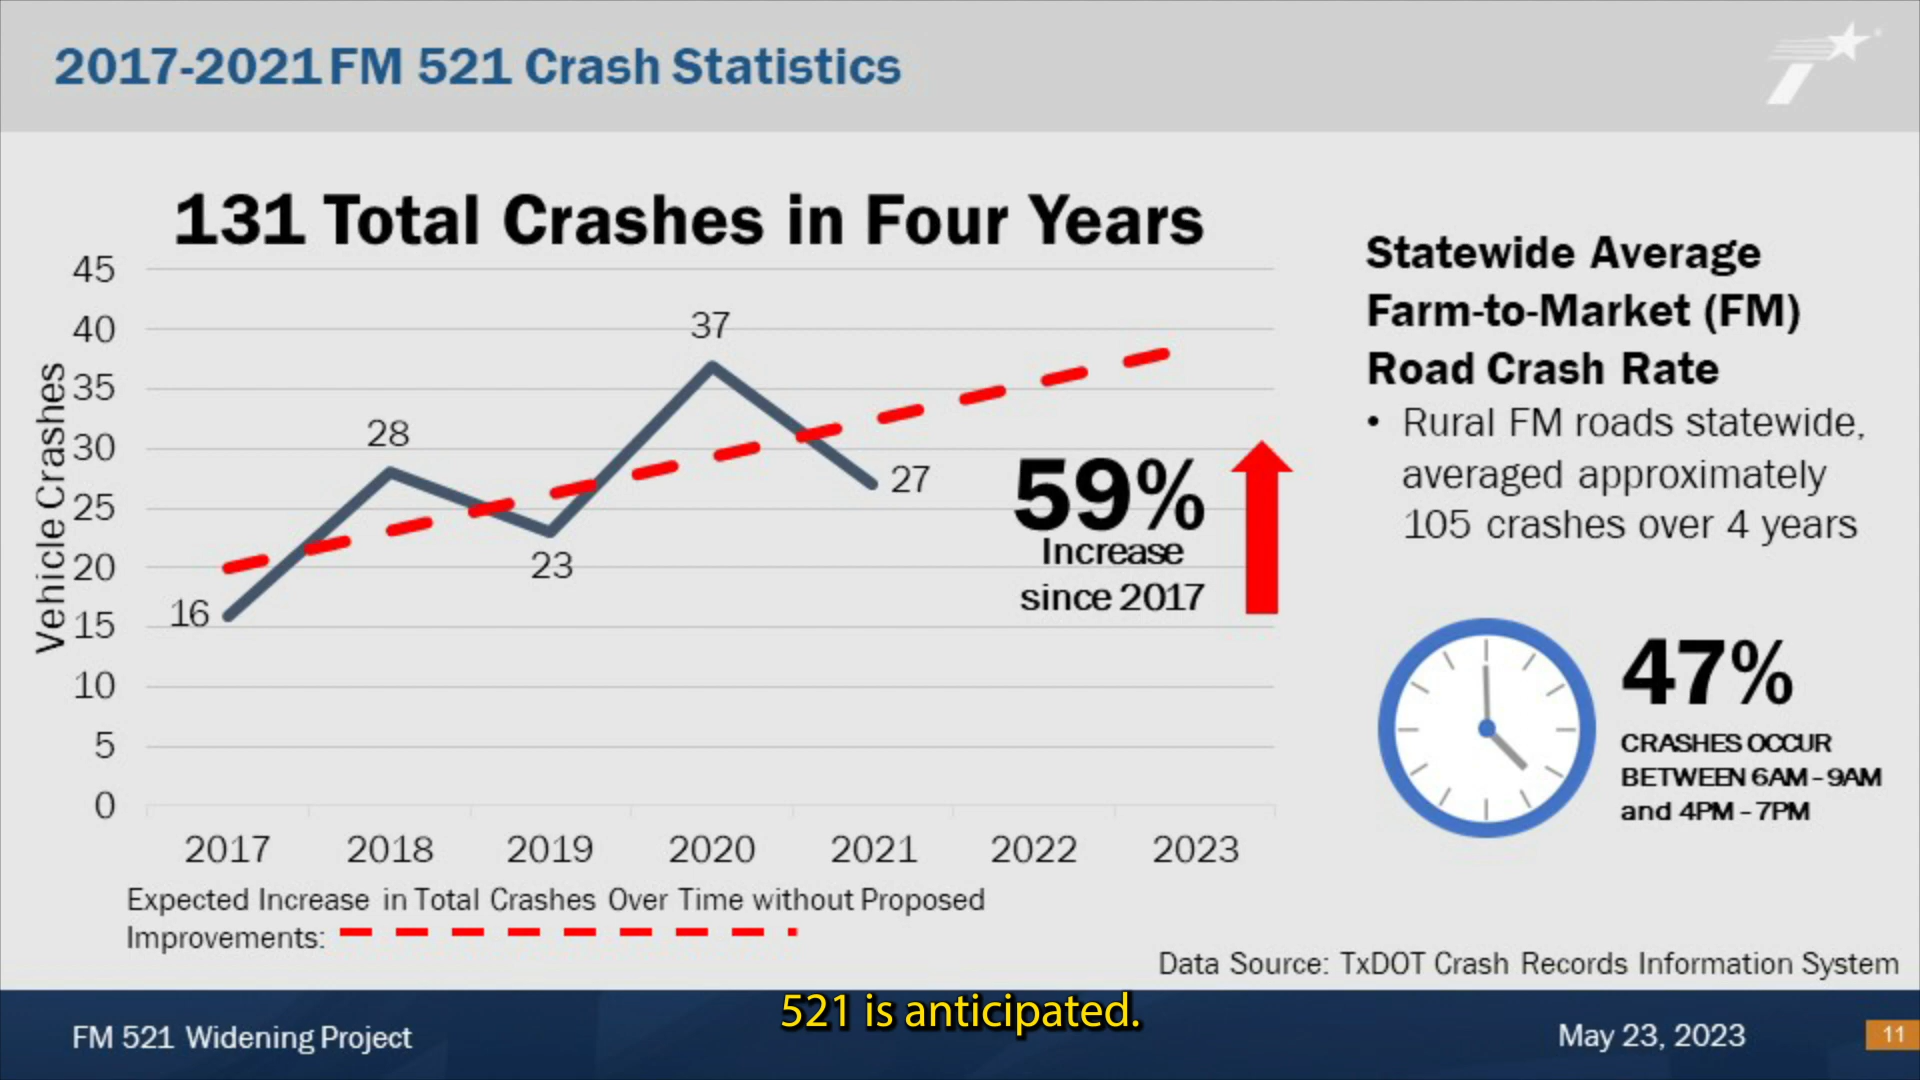 2017-2021 FM 521 Crash Statistics
131 Total Crashes in Four Years
45
40
35
30
25
20
15
10
5
0
Vehicle Crashes
16
28
23
37
27
59%
Increase
since 2017
2017 2018 2019 2020 2021 2022 2023
Expected Increase in Total Crashes Over Time without Proposed
Improvements:
Statewide Average
Farm-to-Market (FM)
Road Crash Rate
• Rural FM roads statewide,
averaged approximately
105 crashes over 4 years
47%
CRASHES OCCUR
BETWEEN 6AM - 9AM
and 4PM - 7PM
Data Source: TxDOT Crash Records Information System
521 is anticipated.
FM 521 Widening Project
May 23, 2023
11